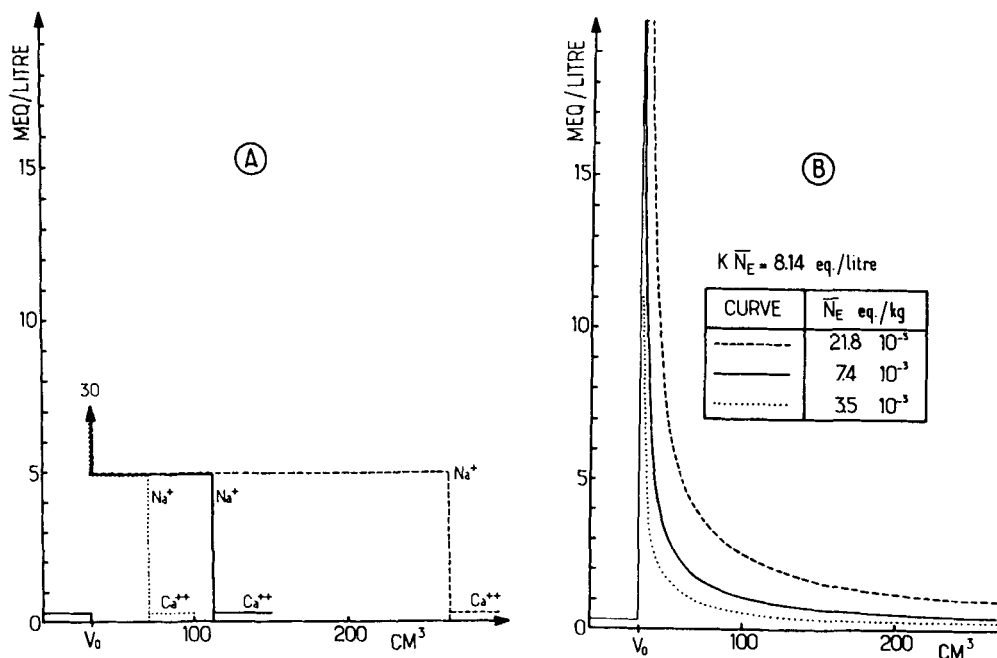 MEQ/LITRE
15
10
5
0
30
A
Na⁺
Na⁺
Na⁺
Ca⁺⁺
Ca⁺⁺
Ca⁺⁺
V₀
100
200
CM³
MEQ/LITRE
15
10
5
0
B
K N̅E = 8.14 eq./litre
CURVE N̅E eq./kg
21.8 10⁻³
7.4 10⁻³
3.5 10⁻³
V₀
100
200
CM³